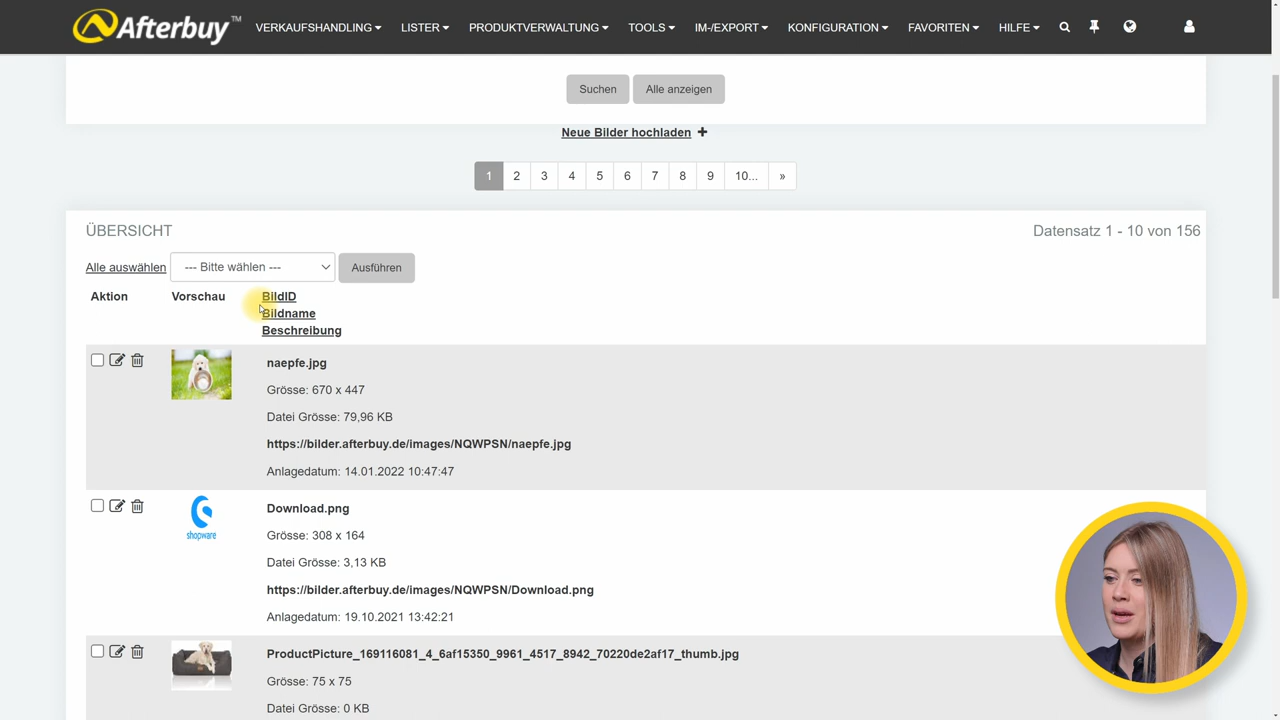 Afterbuy™ VERKAUFSHANDLUNG LISTER PRODUKTVERWALTUNG TOOLS IM-/EXPORT KONFIGURATION FAVORITEN HILFE
Suchen Alle anzeigen
Neue Bilder hochladen
1 2 3 4 5 6 7 8 9 10... »
ÜBERSICHT Datensatz 1 - 10 von 156
Alle auswählen --- Bitte wählen --- Ausführen
Aktion Vorschau BildID
Bildname
Beschreibung
naepfe.jpg
Grösse: 670 x 447
Datei Grösse: 79,96 KB
https://bilder.afterbuy.de/images/NQWPSN/naepfe.jpg
Anlagedatum: 14.01.2022 10:47:47
Download.png
Grösse: 308 x 164
shopware
Datei Grösse: 3,13 KB
https://bilder.afterbuy.de/images/NQWPSN/Download.png
Anlagedatum: 19.10.2021 13:42:21
ProductPicture_169116081_4_6af15350_9961_4517_8942_70220de2af17_thumb.jpg
Grösse: 75 x 75
Datei Grösse: 0 KB